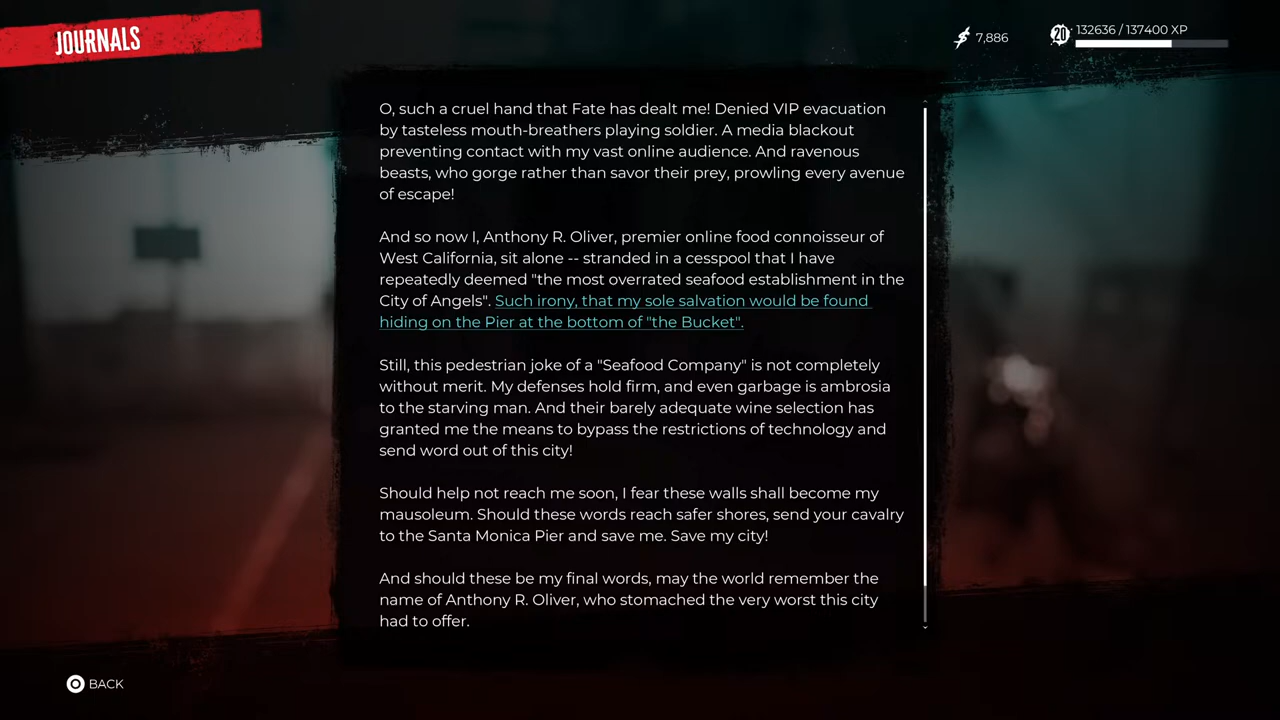 JOURNALS
7,886
20
132636 / 137400 XP
O, such a cruel hand that Fate has dealt me! Denied VIP evacuation
by tasteless mouth-breathers playing soldier. A media blackout
preventing contact with my vast online audience. And ravenous
beasts, who gorge rather than savor their prey, prowling every avenue
of escape!
And so now I, Anthony R. Oliver, premier online food connoisseur of
West California, sit alone -- stranded in a cesspool that I have
repeatedly deemed "the most overrated seafood establishment in the
City of Angels". Such irony, that my sole salvation would be found
hiding on the Pier at the bottom of "the Bucket".
Still, this pedestrian joke of a "Seafood Company" is not completely
without merit. My defenses hold firm, and even garbage is ambrosia
to the starving man. And their barely adequate wine selection has
granted me the means to bypass the restrictions of technology and
send word out of this city!
Should help not reach me soon, I fear these walls shall become my
mausoleum. Should these words reach safer shores, send your cavalry
to the Santa Monica Pier and save me. Save my city!
And should these be my final words, may the world remember the
name of Anthony R. Oliver, who stomached the very worst this city
had to offer.
BACK